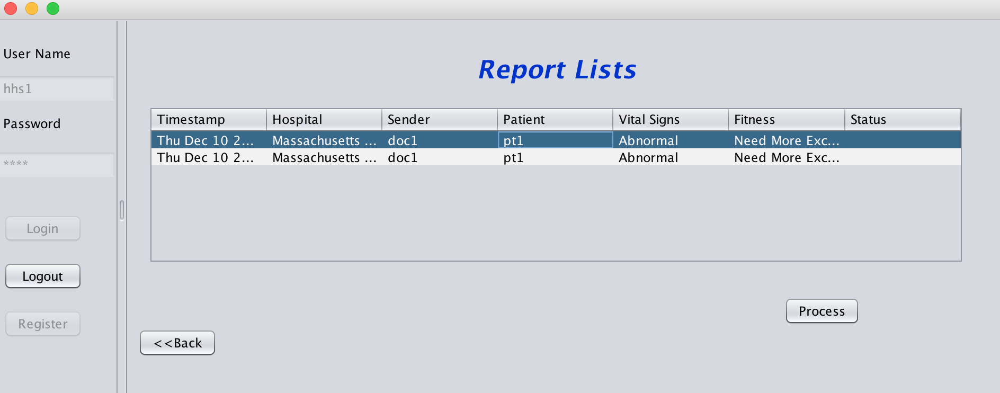 User Name
hhs1
Password
****
Login
Logout
Register
Report Lists
Timestamp Hospital Sender Patient Vital Signs Fitness Status
Thu Dec 10 2... Massachusetts ... doc1 pt1 Abnormal Need More Exc...
Thu Dec 10 2... Massachusetts ... doc1 pt1 Abnormal Need More Exc...
Process
<<Back